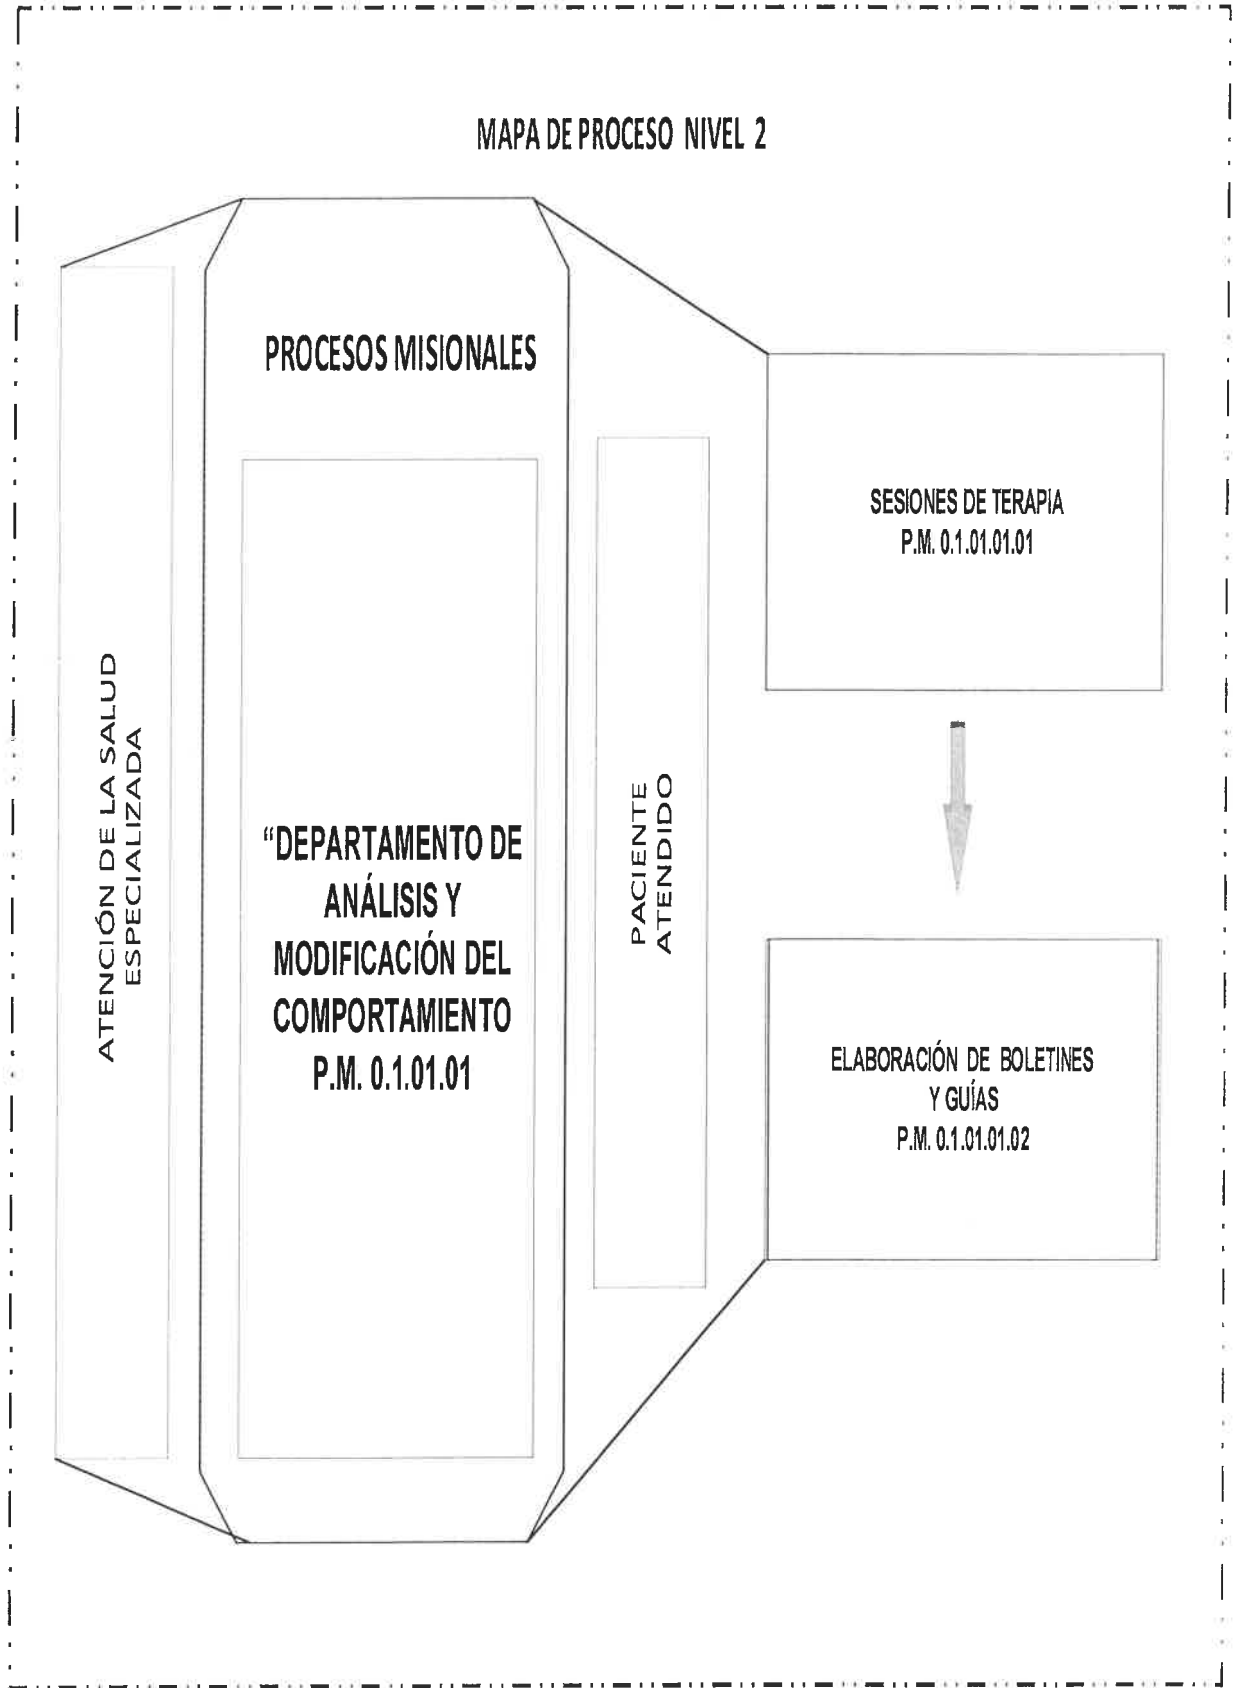 MAPA DE PROCESO NIVEL 2
ATENCIÓN DE LA SALUD
ESPECIALIZADA
PROCESOS MISIONALES
“DEPARTAMENTO DE
ANÁLISIS Y
MODIFICACIÓN DEL
COMPORTAMIENTO
P.M. 0.1.01.01
PACIENTE
ATENDIDO
SESIONES DE TERAPIA
P.M. 0.1.01.01.01
ELABORACIÓN DE BOLETINES
Y GUÍAS
P.M. 0.1.01.01.02